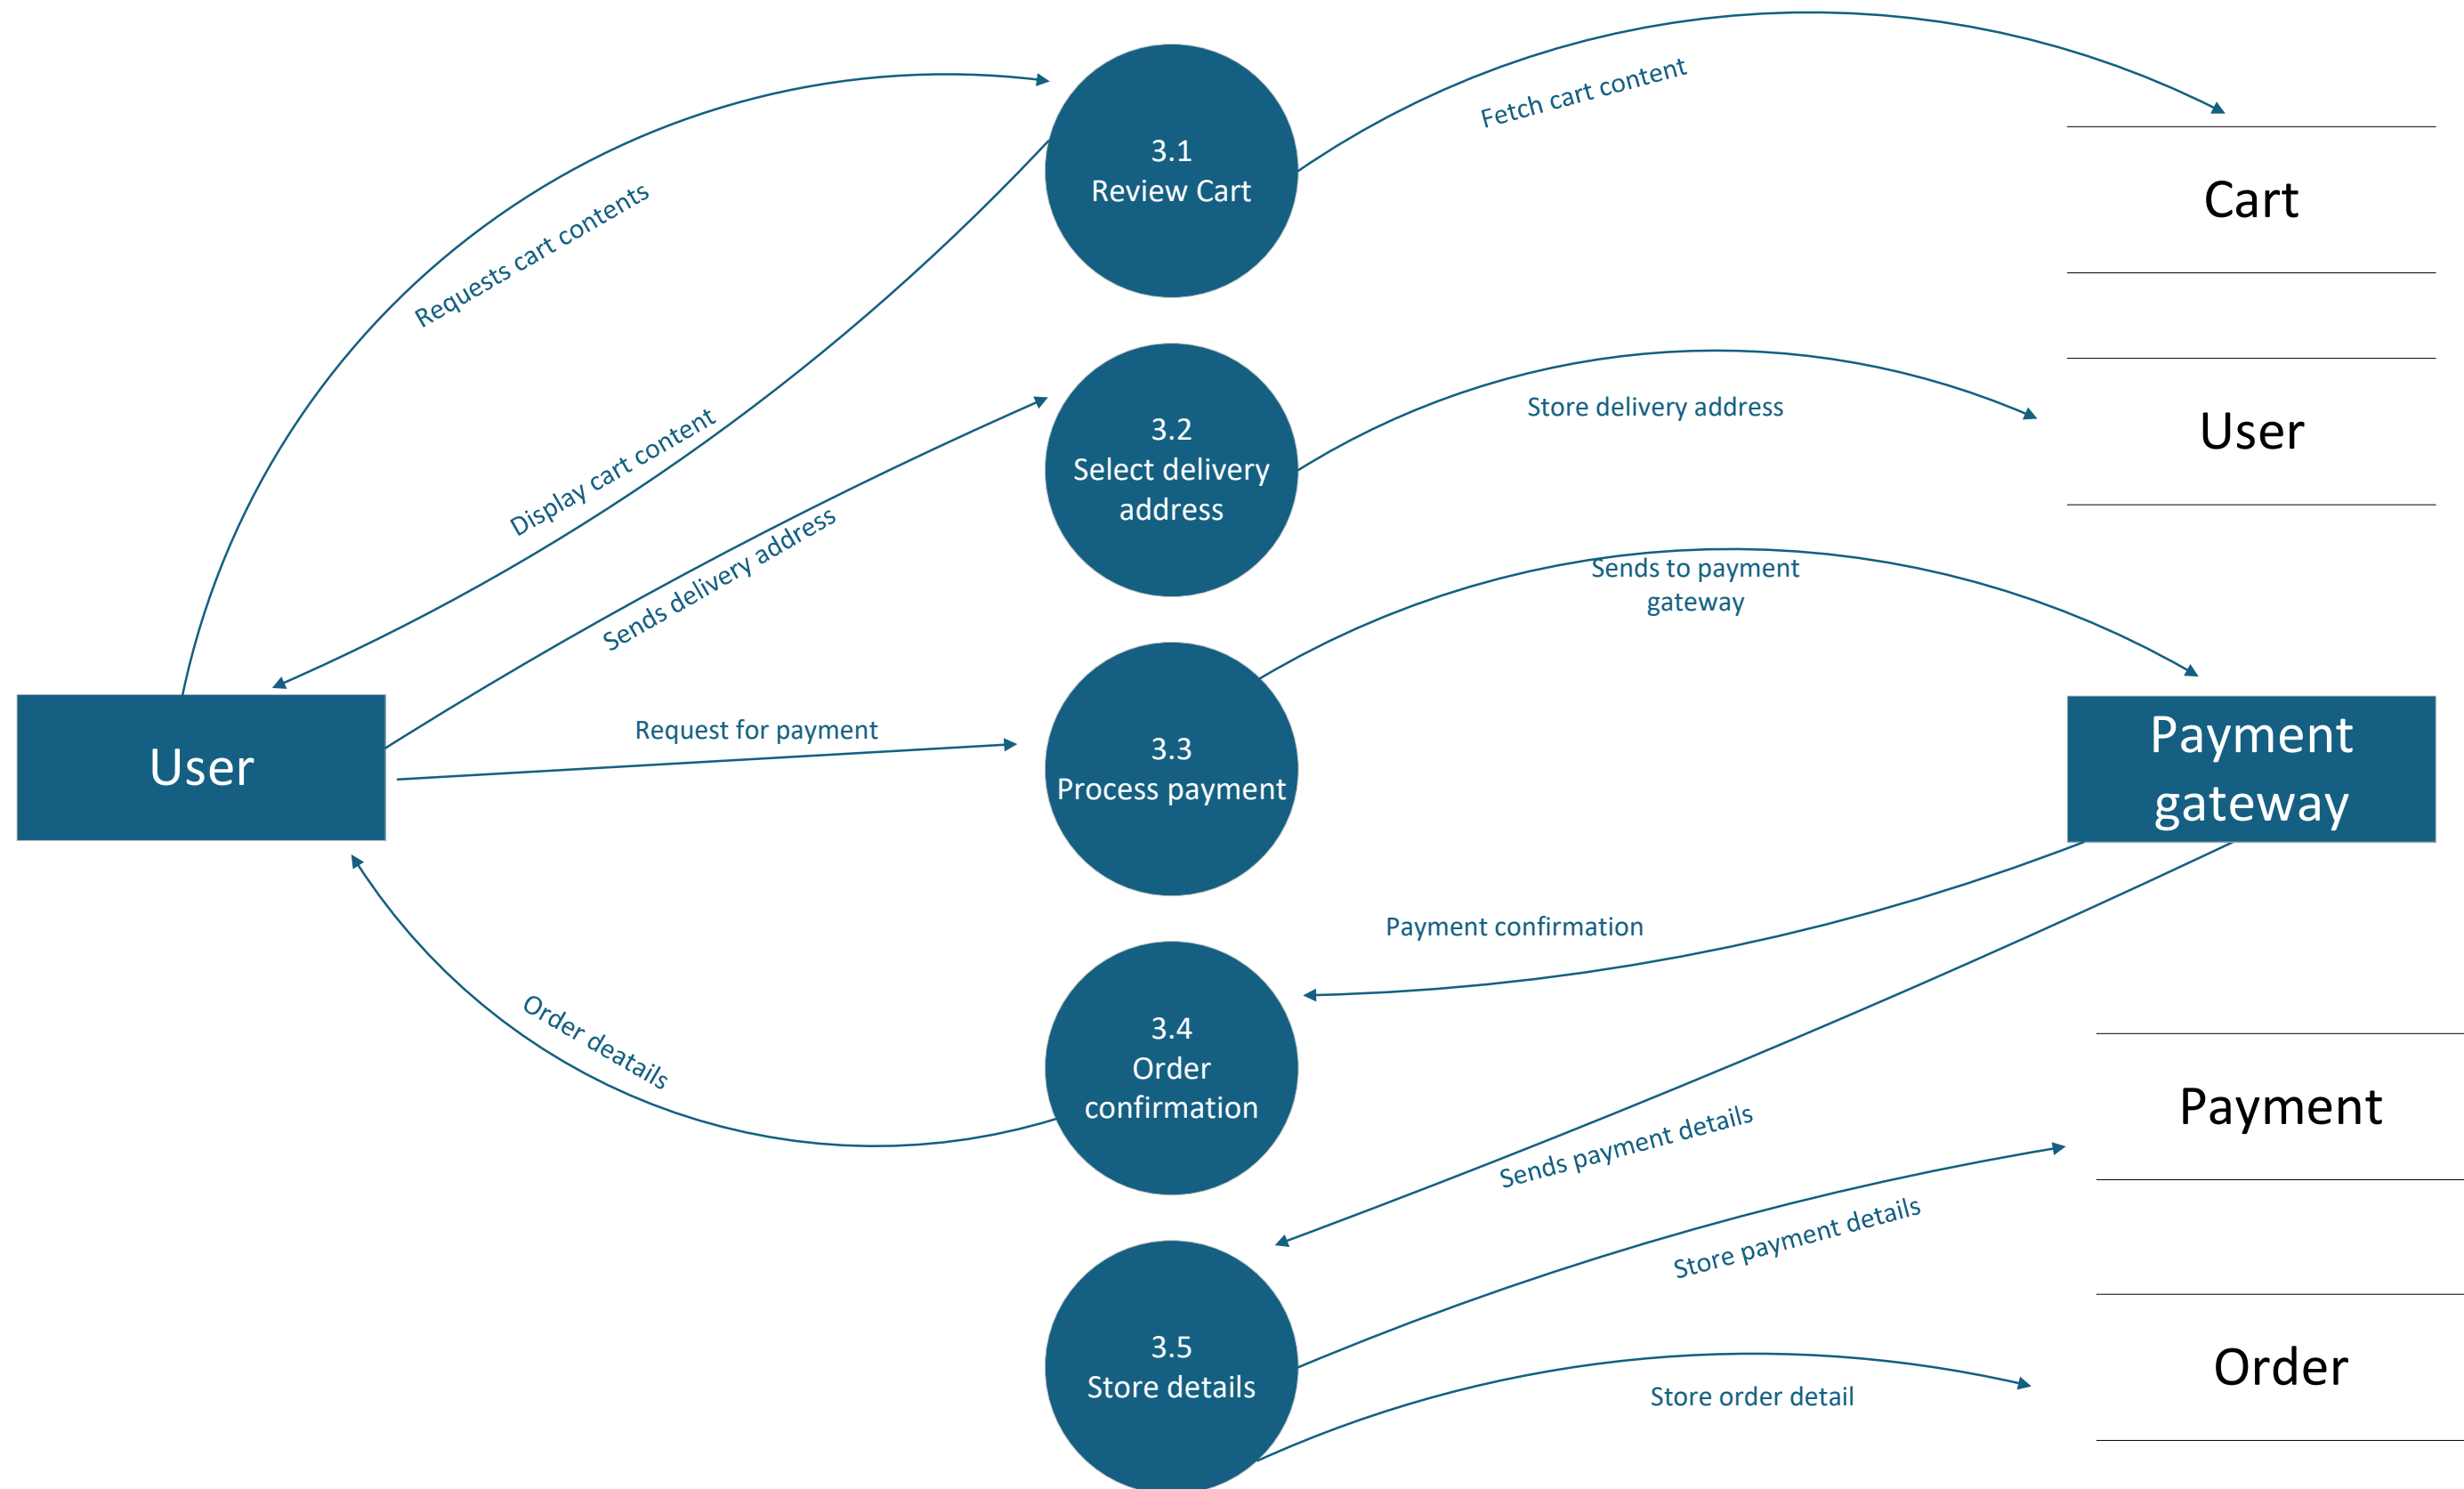 Fetch cart content
3.1
Review Cart
Cart
Requests cart contents
Display cart content
3.2
Select delivery
address
Store delivery address
User
Sends delivery address
Sends to payment
gateway
User
Request for payment
3.3
Process payment
Payment
gateway
Payment confirmation
Order deatails
3.4
Order
confirmation
Payment
Sends payment details
Store payment details
3.5
Store details
Order
Store order detail